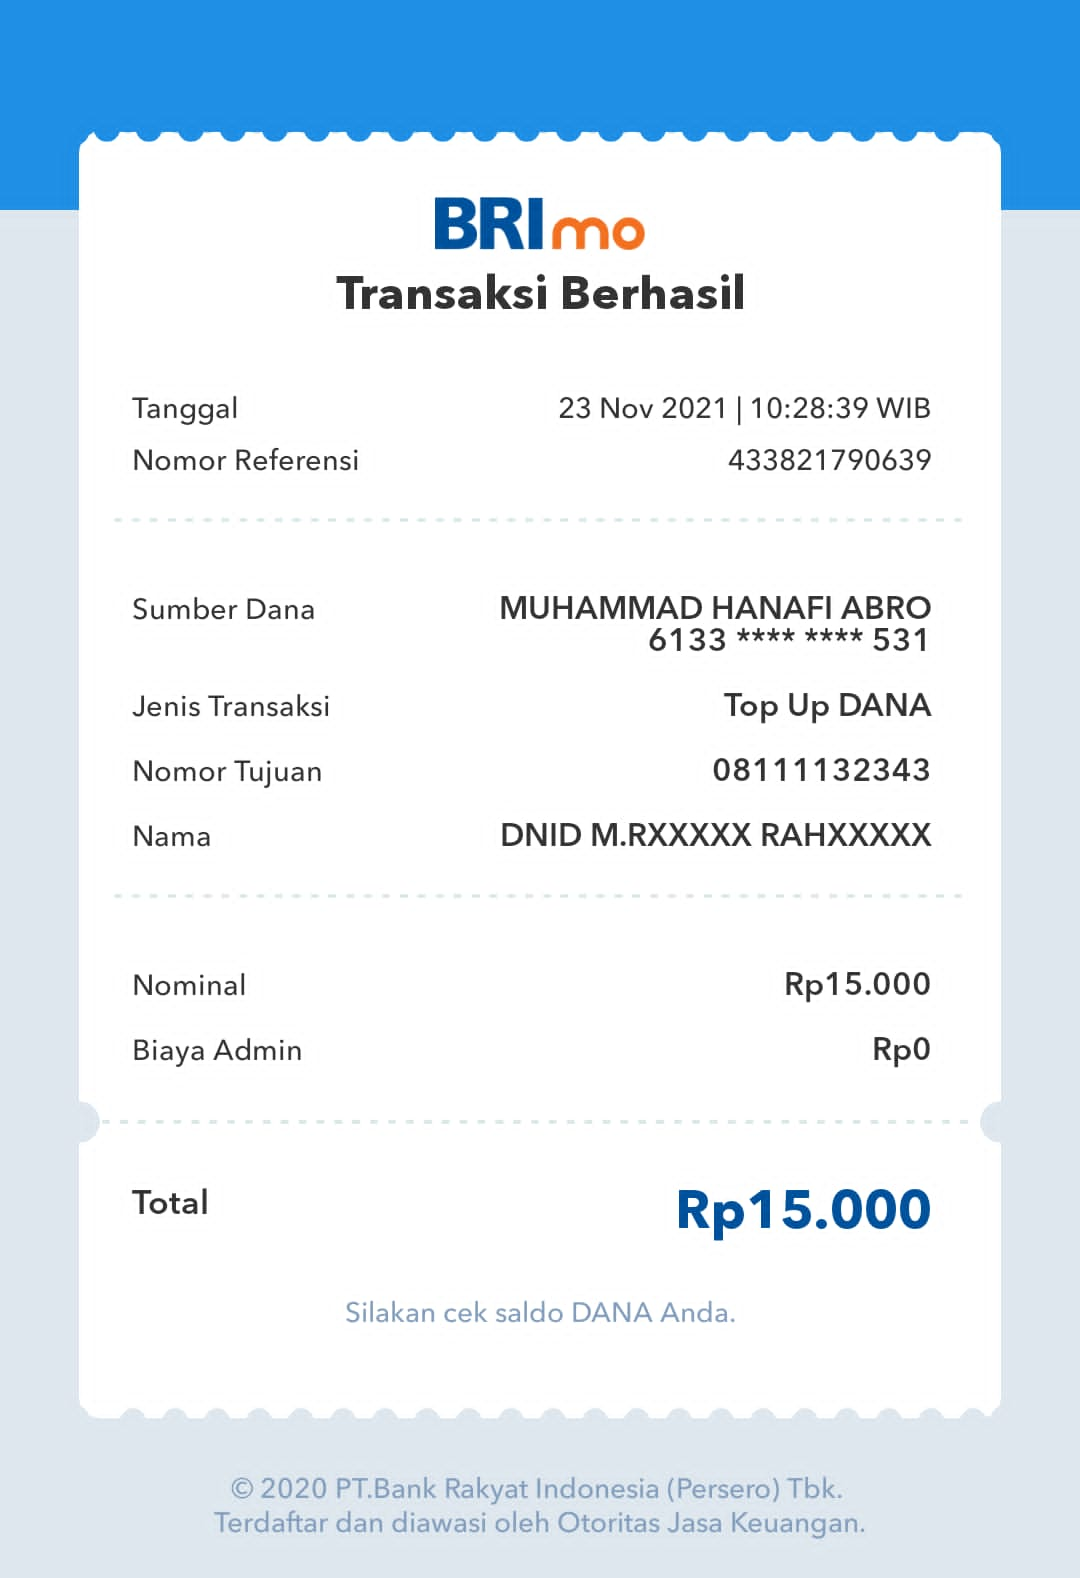 BRImo
Transaksi Berhasil
Tanggal 23 Nov 2021 | 10:28:39 WIB
Nomor Referensi 433821790639
Sumber Dana MUHAMMAD HANAFI ABRO
6133 **** **** 531
Jenis Transaksi Top Up DANA
Nomor Tujuan 08111132343
Nama DNID M.RXXXXX RAHXXXXX
Nominal Rp15.000
Biaya Admin Rp0
Total Rp15.000
Silakan cek saldo DANA Anda.
© 2020 PT.Bank Rakyat Indonesia (Persero) Tbk.
Terdaftar dan diawasi oleh Otoritas Jasa Keuangan.